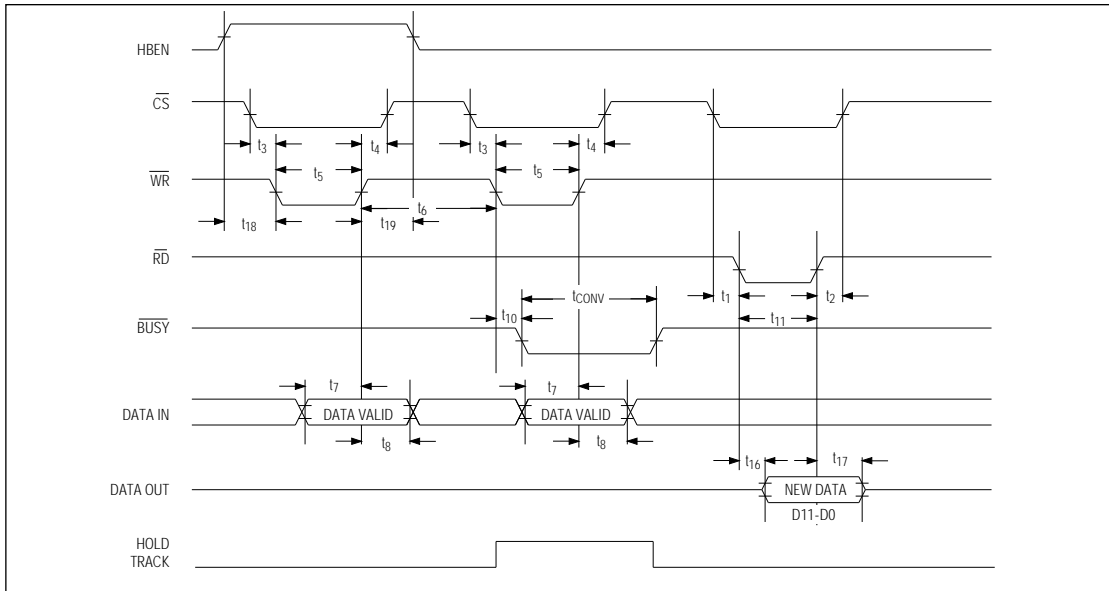 HBEN
CS
t3 t4 t3 t4
t5 t5
WR
t6
t18 t19
RD
tCONV
t1 t2
t10 t11
BUSY
t7 t7
DATA IN DATA VALID DATA VALID
t8 t8
t16 t17
DATA OUT NEW DATA
D11-D0
HOLD
TRACK